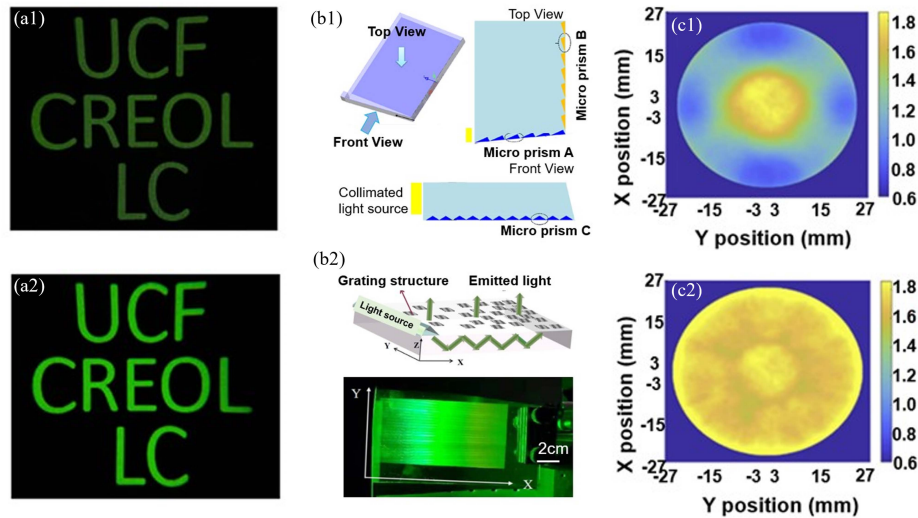 (a1)
UCF
CREOL
LC
(a2)
UCF
CREOL
LC
(b1)
Top View
Front View
Top View
Micro prism B
Micro prism A
Front View
Collimated
light source
Micro prism C
(b2)
Grating structure
Emitted light
Light source
Z
Y
X
Y
X
2cm
(c1)
27
15
3
-3
-15
-27
-27
-15
-3 3
15
27
X position (mm)
Y position (mm)
1.8
1.6
1.4
1.2
1.0
0.8
0.6
(c2)
27
15
3
-3
-15
-27
-27
-15
-3 3
15
27
X position (mm)
Y position (mm)
1.8
1.6
1.4
1.2
1.0
0.8
0.6